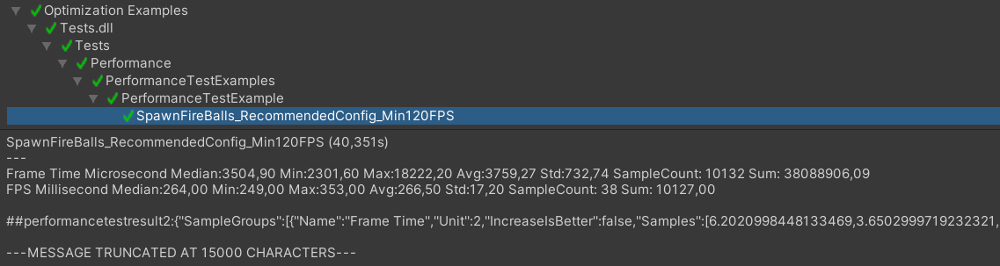 Optimization Examples
Tests.dll
Tests
Performance
PerformanceTestExamples
PerformanceTestExample
SpawnFireBalls_RecommendedConfig_Min120FPS
SpawnFireBalls_RecommendedConfig_Min120FPS (40,351s)
---
Frame Time Microsecond Median:3504,90 Min:2301,60 Max:18222,20 Avg:3759,27 Std:732,74 SampleCount: 10132 Sum: 38088906,09
FPS Millisecond Median:264,00 Min:249,00 Max:353,00 Avg:266,50 Std:17,20 SampleCount: 38 Sum: 10127,00
##performancetestresult2:{"SampleGroups":[{"Name":"Frame Time","Unit":2,"IncreaseIsBetter":false,"Samples":[6.2020998448133469,3.6502999719232321,
---MESSAGE TRUNCATED AT 15000 CHARACTERS---